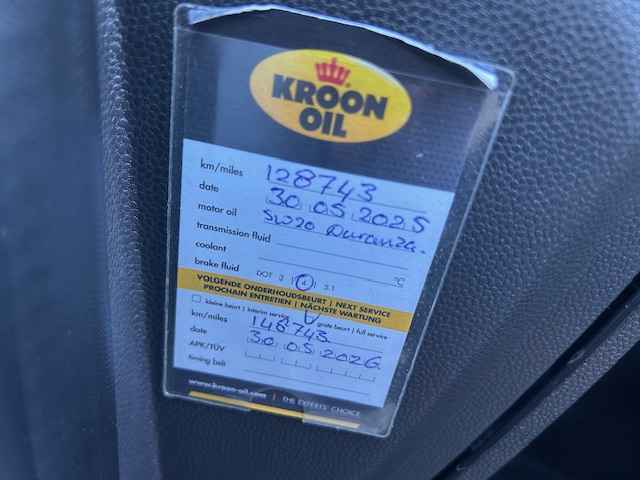 KROON
OIL
km/miles 128743
date 30 05 2025
motor oil 5W20 Duranza.
transmission fluid
coolant °C
brake fluid DOT 3 | 4 | 5.1
VOLGENDE ONDERHOUDSBEURT | NEXT SERVICE
PROCHAIN ENTRETIEN | NÄCHSTE WARTUNG
kleine beurt | interim service V grote beurt | full service
km/miles 148743
date 30.05.2026
APK/TÜV
timing belt
www.kroon-oil.com | THE EXPERTS' CHOICE